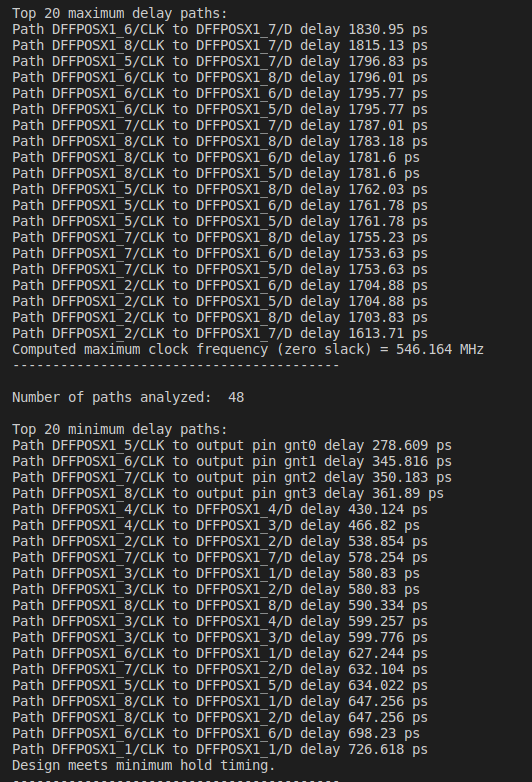 Top 20 maximum delay paths:
Path DFFPOSX1_6/CLK to DFFPOSX1_7/D delay 1830.95 ps
Path DFFPOSX1_8/CLK to DFFPOSX1_7/D delay 1815.13 ps
Path DFFPOSX1_5/CLK to DFFPOSX1_7/D delay 1796.83 ps
Path DFFPOSX1_6/CLK to DFFPOSX1_8/D delay 1796.01 ps
Path DFFPOSX1_6/CLK to DFFPOSX1_6/D delay 1795.77 ps
Path DFFPOSX1_6/CLK to DFFPOSX1_5/D delay 1795.77 ps
Path DFFPOSX1_7/CLK to DFFPOSX1_7/D delay 1787.01 ps
Path DFFPOSX1_8/CLK to DFFPOSX1_8/D delay 1783.18 ps
Path DFFPOSX1_8/CLK to DFFPOSX1_6/D delay 1781.6 ps
Path DFFPOSX1_8/CLK to DFFPOSX1_5/D delay 1781.6 ps
Path DFFPOSX1_5/CLK to DFFPOSX1_8/D delay 1762.03 ps
Path DFFPOSX1_5/CLK to DFFPOSX1_6/D delay 1761.78 ps
Path DFFPOSX1_5/CLK to DFFPOSX1_5/D delay 1761.78 ps
Path DFFPOSX1_7/CLK to DFFPOSX1_8/D delay 1755.23 ps
Path DFFPOSX1_7/CLK to DFFPOSX1_6/D delay 1753.63 ps
Path DFFPOSX1_7/CLK to DFFPOSX1_5/D delay 1753.63 ps
Path DFFPOSX1_2/CLK to DFFPOSX1_6/D delay 1704.88 ps
Path DFFPOSX1_2/CLK to DFFPOSX1_5/D delay 1704.88 ps
Path DFFPOSX1_2/CLK to DFFPOSX1_8/D delay 1703.83 ps
Path DFFPOSX1_2/CLK to DFFPOSX1_7/D delay 1613.71 ps
Computed maximum clock frequency (zero slack) = 546.164 MHz
-----------------------------------------
Number of paths analyzed:  48
Top 20 minimum delay paths:
Path DFFPOSX1_5/CLK to output pin gnt0 delay 278.609 ps
Path DFFPOSX1_6/CLK to output pin gnt1 delay 345.816 ps
Path DFFPOSX1_7/CLK to output pin gnt2 delay 350.183 ps
Path DFFPOSX1_8/CLK to output pin gnt3 delay 361.89 ps
Path DFFPOSX1_4/CLK to DFFPOSX1_4/D delay 430.124 ps
Path DFFPOSX1_4/CLK to DFFPOSX1_3/D delay 466.82 ps
Path DFFPOSX1_2/CLK to DFFPOSX1_2/D delay 538.854 ps
Path DFFPOSX1_7/CLK to DFFPOSX1_7/D delay 578.254 ps
Path DFFPOSX1_3/CLK to DFFPOSX1_1/D delay 580.83 ps
Path DFFPOSX1_3/CLK to DFFPOSX1_2/D delay 580.83 ps
Path DFFPOSX1_8/CLK to DFFPOSX1_8/D delay 590.334 ps
Path DFFPOSX1_3/CLK to DFFPOSX1_4/D delay 599.257 ps
Path DFFPOSX1_3/CLK to DFFPOSX1_3/D delay 599.776 ps
Path DFFPOSX1_6/CLK to DFFPOSX1_1/D delay 627.244 ps
Path DFFPOSX1_7/CLK to DFFPOSX1_2/D delay 632.104 ps
Path DFFPOSX1_5/CLK to DFFPOSX1_5/D delay 634.022 ps
Path DFFPOSX1_8/CLK to DFFPOSX1_1/D delay 647.256 ps
Path DFFPOSX1_8/CLK to DFFPOSX1_2/D delay 647.256 ps
Path DFFPOSX1_6/CLK to DFFPOSX1_6/D delay 698.23 ps
Path DFFPOSX1_1/CLK to DFFPOSX1_1/D delay 726.618 ps
Design meets minimum hold timing.
-----------------------------------------